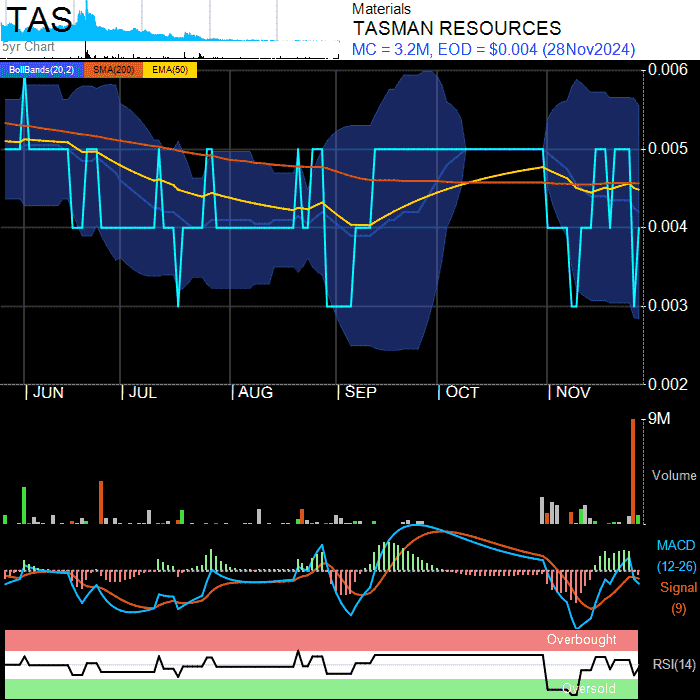 TAS
5yr Chart
Materials
TASMAN RESOURCES
MC = 3.2M, EOD = $0.004 (28Nov2024)
BollBands(20,2) SMA(200) EMA(50)
0.006
0.005
0.004
0.003
0.002
JUN JUL AUG SEP OCT NOV
9M
Volume
MACD
(12-26)
Signal
(9)
Overbought
RSI(14)
Oversold